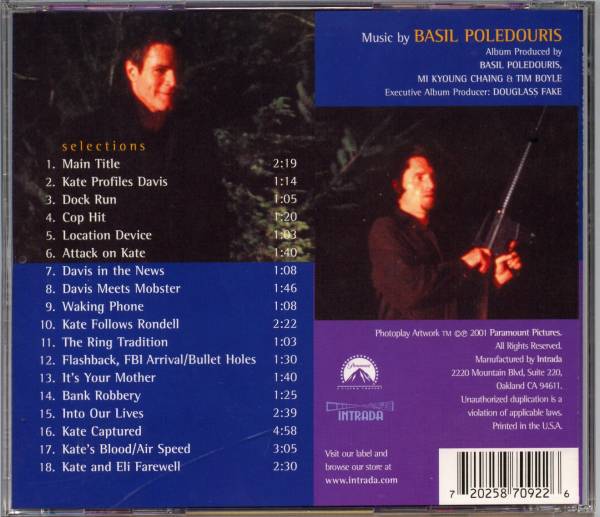 Music by BASIL POLEDOURIS
Album Produced by
BASIL POLEDOURIS,
MI KYOUNG CHAING & TIM BOYLE
Executive Album Producer: DOUGLASS FAKE
selections
1. Main Title 2:19
2. Kate Profiles Davis 1:14
3. Dock Run 1:05
4. Cop Hit 1:20
5. Location Device 1:03
6. Attack on Kate 1:40
7. Davis in the News 1:08
8. Davis Meets Mobster 1:46
9. Waking Phone 1:08
10. Kate Follows Rondell 2:22
11. The Ring Tradition 1:03
12. Flashback, FBI Arrival/Bullet Holes 1:30
13. It's Your Mother 1:40
14. Bank Robbery 1:25
15. Into Our Lives 2:39
16. Kate Captured 4:58
17. Kate's Blood/Air Speed 3:05
18. Kate and Eli Farewell 2:30
Photoplay Artwork TM ©℗ 2001 Paramount Pictures.
All Rights Reserved.
Manufactured by Intrada
2220 Mountain Blvd, Suite 220,
Oakland CA 94611.
Unauthorized duplication is a
violation of applicable laws.
Printed in the U.S.A.
Paramount
INTRADA
Visit our label and
browse our store at
www.intrada.com
7 20258 70922 6